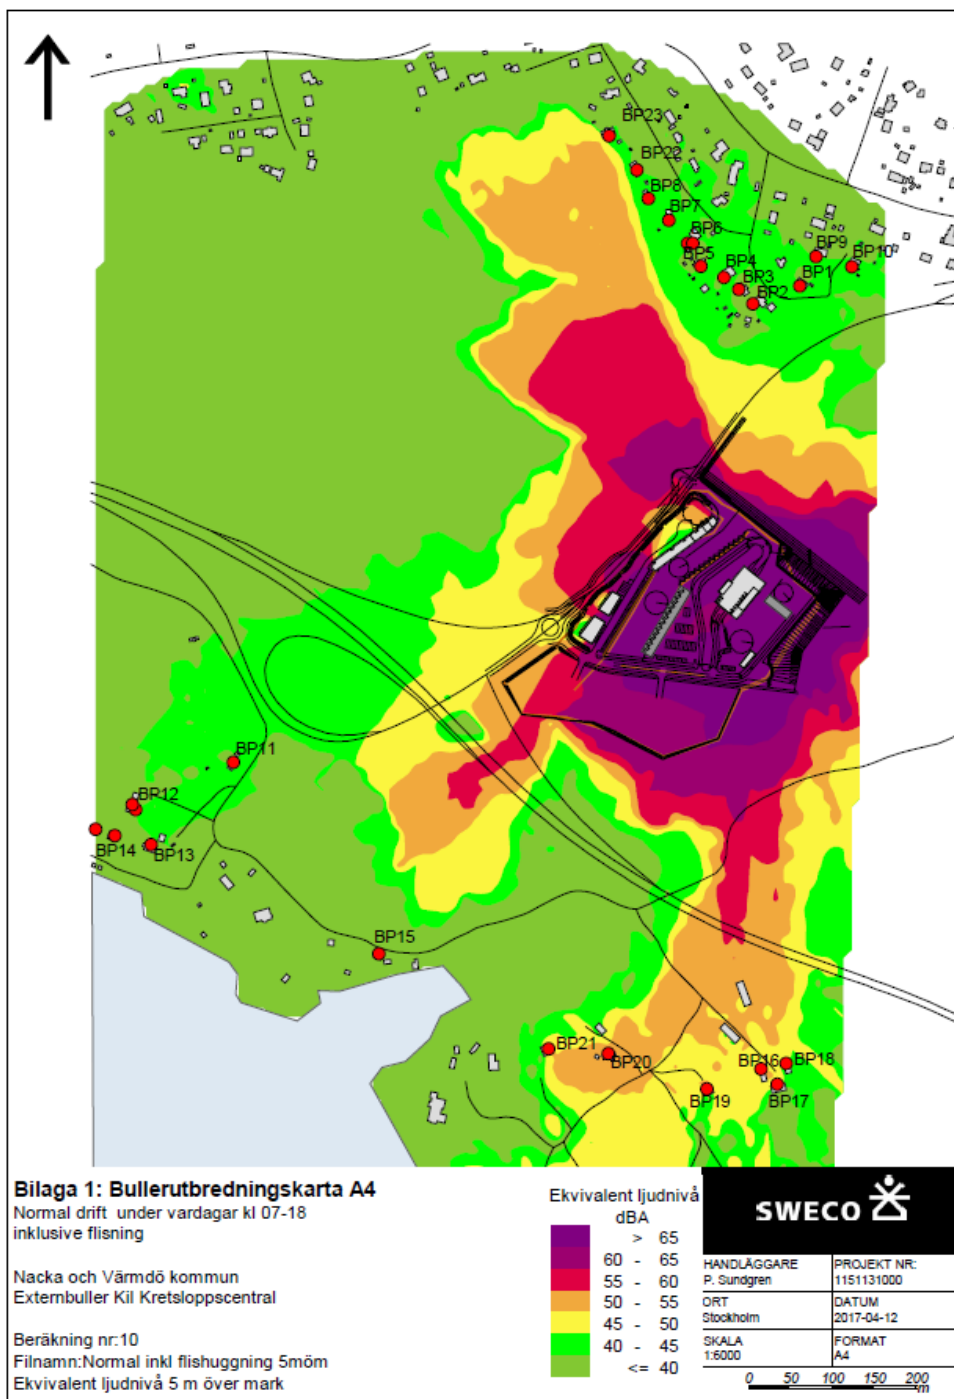 BP23
BP22
BP8
BP7
BP6
BP5
BP4
BP3
BP2
BP9
BP10
BP1
BP11
BP12
BP14
BP13
BP15
BP21
BP20
BP16
BP18
BP17
BP19
Bilaga 1: Bullerutbredningskarta A4
Normal drift under vardagar kl 07-18
inklusive flisning
Nacka och Värmdö kommun
Externbuller Kil Kretsloppscentral
Beräkning nr:10
Filnamn:Normal inkl flishuggning 5möm
Ekvivalent ljudnivå 5 m över mark
Ekvivalent ljudnivå
dBA
> 65
60 - 65
55 - 60
50 - 55
45 - 50
40 - 45
<= 40
SWECO
HANDLÄGGARE
P. Sundgren
PROJEKT NR:
1151131000
ORT
Stockholm
DATUM
2017-04-12
SKALA
1:6000
FORMAT
A4
0 50 100 150 200
m